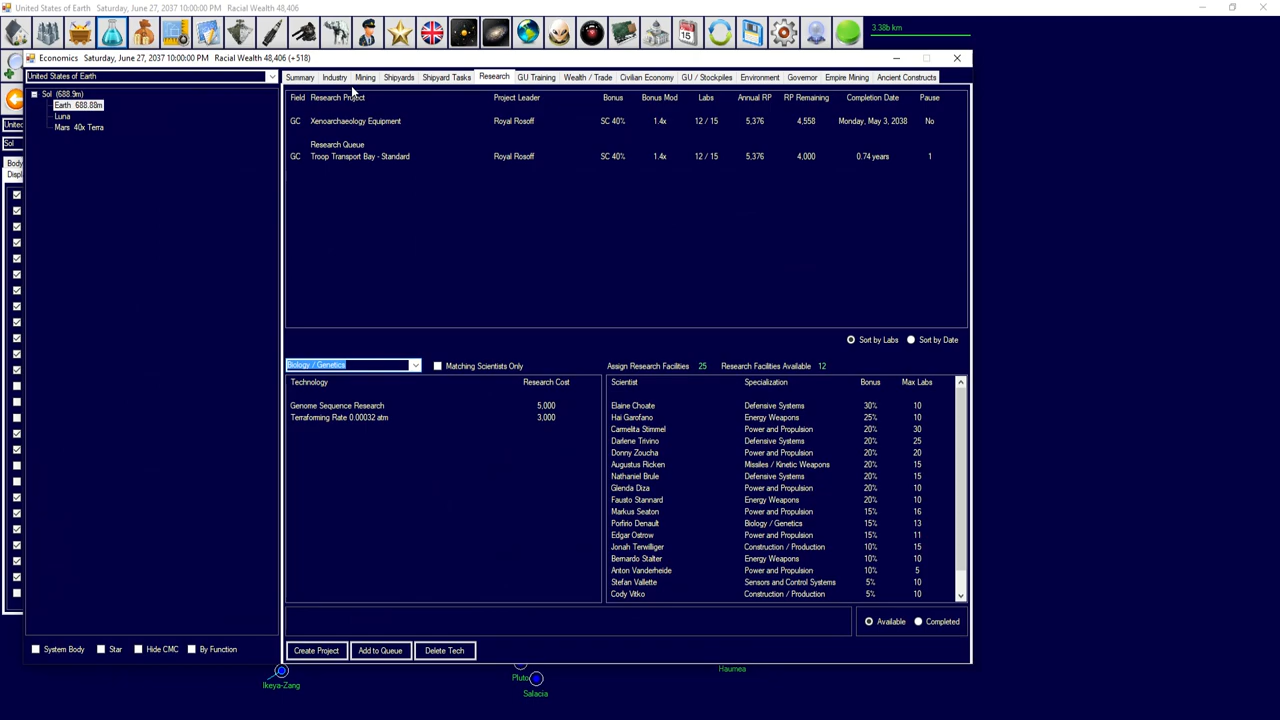 United States of Earth Saturday, June 27, 2037 10:00:00 PM Racial Wealth 48,406
15
3.38b km
Economics Saturday, June 27, 2037 10:00:00 PM Racial Wealth 48,406 (+518)
United States of Earth
Summary Industry Mining Shipyards Shipyard Tasks Research GU Training Wealth / Trade Civilian Economy GU / Stockpiles Environment Governor Empire Mining Ancient Constructs
Sol (688.9m)
Earth 688.88m
Luna
Mars 40x Terra
Field Research Project Project Leader Bonus Bonus Mod Labs Annual RP RP Remaining Completion Date Pause
GC Xenoarchaeology Equipment Royal Rosoff SC 40% 1.4x 12 / 15 5,376 4,558 Monday, May 3, 2038 No
Research Queue
GC Troop Transport Bay - Standard Royal Rosoff SC 40% 1.4x 12 / 15 5,376 4,000 0.74 years 1
United
Sol
Body
Displ
Sort by Labs Sort by Date
Biology / Genetics Matching Scientists Only Assign Research Facilities 25 Research Facilities Available 12
Technology Research Cost
Genome Sequence Research 5,000
Terraforming Rate 0.00032 atm 3,000
Scientist Specialization Bonus Max Labs
Elaine Choate Defensive Systems 30% 10
Hai Garofano Energy Weapons 25% 10
Carmelita Stimmel Power and Propulsion 20% 30
Darlene Trivino Defensive Systems 20% 25
Donny Zoucha Power and Propulsion 20% 20
Augustus Ricken Missiles / Kinetic Weapons 20% 15
Nathaniel Brule Defensive Systems 20% 15
Glenda Diza Power and Propulsion 20% 10
Fausto Stannard Energy Weapons 20% 10
Markus Seaton Power and Propulsion 15% 16
Porfirio Denault Biology / Genetics 15% 13
Edgar Ostrow Power and Propulsion 15% 11
Jonah Terwilliger Construction / Production 10% 15
Bernardo Stalter Energy Weapons 10% 10
Anton Vanderheide Power and Propulsion 10% 5
Stefan Vallette Sensors and Control Systems 5% 10
Cody Vitko Construction / Production 5% 10
Available Completed
System Body Star Hide CMC By Function
Create Project Add to Queue Delete Tech
Ikeya-Zang
Pluto
Salacia
Haumea